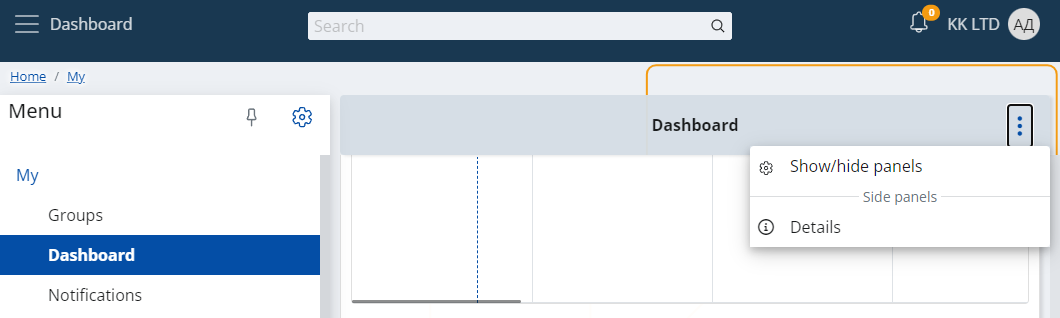 Dashboard
Search
0
KK LTD
АД
Home / My
Menu
Dashboard
My
Show/hide panels
Side panels
Groups
Details
Dashboard
Notifications